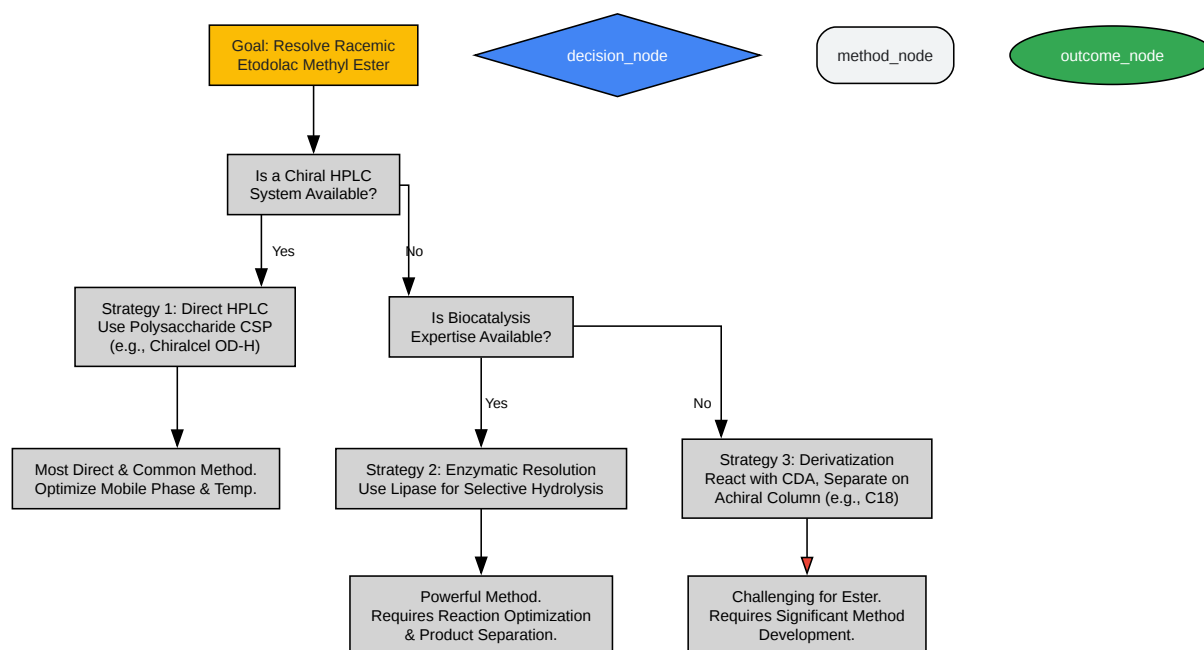 Goal: Resolve Racemic
Etodolac Methyl Ester
decision_node
method_node
outcome_node
Is a Chiral HPLC
System Available?
Yes
No
Strategy 1: Direct HPLC
Use Polysaccharide CSP
(e.g., Chiralcel OD-H)
Is Biocatalysis
Expertise Available?
Yes
No
Most Direct & Common Method.
Optimize Mobile Phase & Temp.
Strategy 2: Enzymatic Resolution
Use Lipase for Selective Hydrolysis
Strategy 3: Derivatization
React with CDA, Separate on
Achiral Column (e.g., C18)
Powerful Method.
Requires Reaction Optimization
& Product Separation.
Challenging for Ester.
Requires Significant Method
Development.